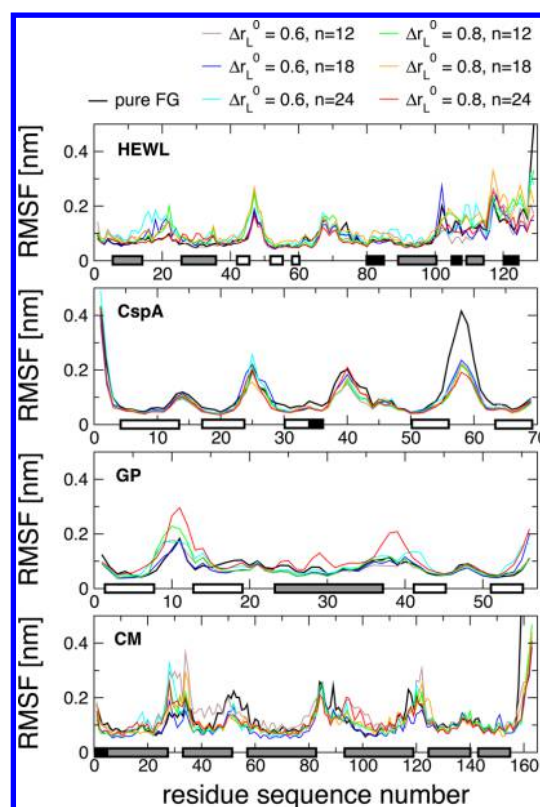 Δr_L^0 = 0.6, n=12 Δr_L^0 = 0.8, n=12
Δr_L^0 = 0.6, n=18 Δr_L^0 = 0.8, n=18
pure FG Δr_L^0 = 0.6, n=24 Δr_L^0 = 0.8, n=24
HEWL
RMSF [nm]
0.4
0.2
0
0 20 40 60 80 100 120
CspA
RMSF [nm]
0.4
0.2
0
0 10 20 30 40 50 60 70
GP
RMSF [nm]
0.4
0.2
0
0 10 20 30 40 50
CM
RMSF [nm]
0.4
0.2
0
0 20 40 60 80 100 120 140 160
residue sequence number